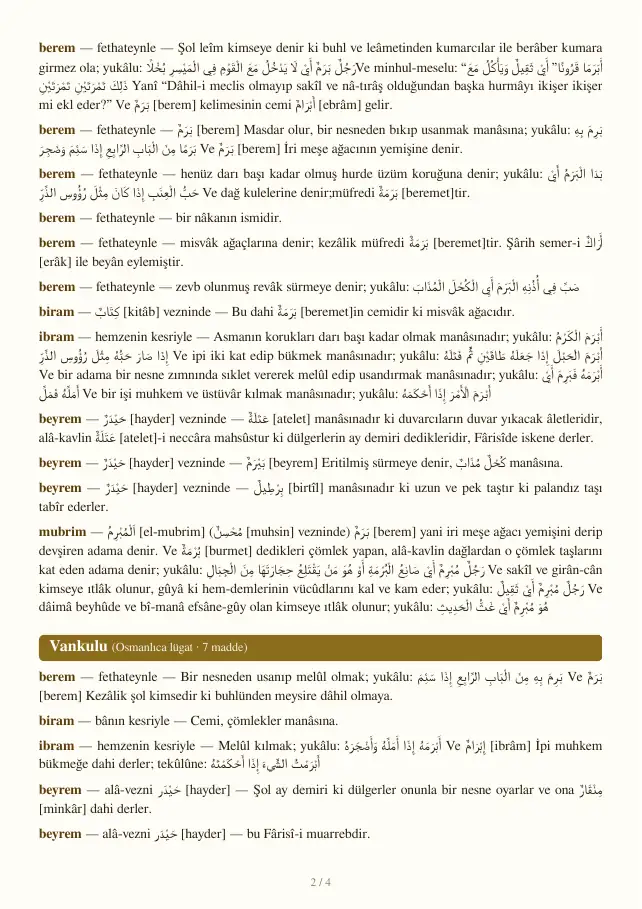 berem — fethateynle — Şol leîm kimseye denir ki buhl ve leâmetinden kumarcılar ile berâber kumara
girmez ola; yukâlu: رَجُلٌ بَرَمٌ أَيْ لَا يَدْخُلُ مَعَ الْقَوْمِ فِي الْمَيْسِرِ بُخْلًا Ve minhul-meselu: “أَبَرَمًا قَرُونًا” أَيْ ثَقِيلٌ وَيَأْكُلُ مَعَ
ذَلِكَ تَمْرَتَيْنِ تَمْرَتَيْنِ Yanî “Dâhil-i meclis olmayıp sakîl ve nâ-tırâş olduğundan başka hurmâyı ikişer ikişer
mi ekl eder?” Ve بَرَمٌ [berem] kelimesinin cemi أَبْرَامٌ [ebrâm] gelir.
berem — fethateynle — بَرَمٌ [berem] Masdar olur, bir nesneden bıkıp usanmak manâsına; yukâlu: بَرِمَ بِهِ
بَرَمًا مِنَ الْبَابِ الرَّابِعِ إِذَا سَئِمَ وَضَجِرَ Ve بَرَمٌ [berem] İri meşe ağacının yemişine denir.
berem — fethateynle — henüz darı başı kadar olmuş hurde üzüm koruğuna denir; yukâlu: بَدَا الْبَرَمُ أَيْ
حَبُّ الْعِنَبِ إِذَا كَانَ مِثْلَ رُؤُوسِ الذَّرِّ Ve dağ kulelerine denir;müfredi بَرَمَةٌ [beremet]tir.
berem — fethateynle — bir nâkanın ismidir.
berem — fethateynle — misvâk ağaçlarına denir; kezâlik müfredi بَرَمَةٌ [beremet]tir. Şârih semer-i أَرَاكٌ
[erâk] ile beyân eylemiştir.
berem — fethateynle — zevb olunmuş revâk sürmeye denir; yukâlu: صَبَّ فِي أُذْنِهِ الْبَرَمَ أَيِ الْكُحْلَ الْمُذَابَ
biram — كِتَابٌ [kitâb] vezninde — Bu dahi بَرَمَةٌ [beremet]in cemidir ki misvâk ağacıdır.
ibram — hemzenin kesriyle — Asmanın korukları darı başı kadar olmak manâsınadır; yukâlu: أَبْرَمَ الْكَرْمُ
إِذَا صَارَ حَبُّهُ مِثْلَ رُؤُوسِ الذَّرِّ Ve ipi iki kat edip bükmek manâsınadır; yukâlu: أَبْرَمَ الْحَبْلَ إِذَا جَعَلَهُ طَاقَيْنِ ثُمَّ فَتَلَهُ
Ve bir adama bir nesne zımnında sıklet vererek melûl edip usandırmak manâsınadır; yukâlu: أَبْرَمَهُ فَبَرِمَ أَيْ
أَمَلَّهُ فَمَلَّ Ve bir işi muhkem ve üstüvâr kılmak manâsınadır; yukâlu: أَبْرَمَ الْأَمْرَ إِذَا أَحْكَمَهُ
beyrem — حَيْدَرٌ [hayder] vezninde — عَتَلَةٌ [atelet] manâsınadır ki duvarcıların duvar yıkacak âletleridir,
alâ-kavlin عَتَلَةٌ [atelet]-i neccâra mahsûstur ki dülgerlerin ay demiri dedikleridir, Fârisîde iskene derler.
beyrem — حَيْدَرٌ [hayder] vezninde — بَيْرَمٌ [beyrem] Eritilmiş sürmeye denir, كُحْلٌ مُذَابٌ manâsına.
beyrem — حَيْدَرٌ [hayder] vezninde — بِرْطِيلٌ [birtîl] manâsınadır ki uzun ve pek taştır ki palandız taşı
tabîr ederler.
mubrim — اَلْمُبْرِمُ [el-mubrim] (مُحْسِنٌ [muhsin] vezninde) بَرَمٌ [berem] yani iri meşe ağacı yemişini derip
devşiren adama denir. Ve بُرْمَةٌ [burmet] dedikleri çömlek yapan, alâ-kavlin dağlardan o çömlek taşlarını
kat eden adama denir; yukâlu: رَجُلٌ مُبْرِمٌ أَيْ صَانِعُ الْبُرْمَةِ أَوْ هُوَ مَنْ يَقْتَلِعُ حِجَارَتَهَا مِنَ الْجِبَالِ Ve sakîl ve girân-cân
kimseye ıtlâk olunur, gûyâ ki hem-demlerinin vücûdlarını kal ve kam eder; yukâlu: رَجُلٌ مُبْرِمٌ أَيْ ثَقِيلٌ Ve
dâimâ beyhûde ve bî-manâ efsâne-gûy olan kimseye ıtlâk olunur; yukâlu: هُوَ مُبْرِمٌ أَيْ غَثُّ الْحَدِيثِ
Vankulu (Osmanlıca lügat · 7 madde)
berem — fethateynle — Bir nesneden usanıp melûl olmak; yukâlu: بَرِمَ بِهِ مِنَ الْبَابِ الرَّابِعِ إِذَا سَئِمَ Ve بَرَمٌ
[berem] Kezâlik şol kimsedir ki buhlünden meysire dâhil olmaya.
biram — bânın kesriyle — Cemi, çömlekler manâsına.
ibram — hemzenin kesriyle — Melûl kılmak; yukâlu: أَبْرَمَهُ إِذَا أَمَلَّهُ وَأَضْجَرَهُ Ve إِبْرَامٌ [ibrâm] İpi muhkem
bükmeğe dahi derler; tekûlüne: أَبْرَمْتُ الشَّيْءَ إِذَا أَحْكَمْتَهُ
beyrem — alâ-vezni حَيْدَر [hayder] — Şol ay demiri ki dülgerler onunla bir nesne oyarlar ve ona مِنْقَارٌ
[minkâr] dahi derler.
beyrem — alâ-vezni حَيْدَر [hayder] — bu Fârisî-i muarrebdir.
2 / 4